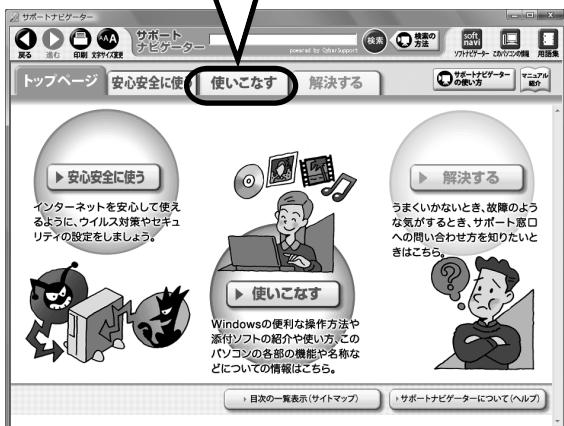 サポートナビゲーター
戻る
進む
印刷
文字サイズ変更
サポート
ナビゲーター
powered by CyberSupport
検索
検索の
方法
soft
navi
ソフトナビゲーター
このパソコンの情報
用語集
トップページ
安心安全に使う
使いこなす
解決する
サポートナビゲーター
の使い方
マニュアル
紹介
安心安全に使う
インターネットを安心して使え
るように、ウイルス対策やセキュ
リティの設定をしましょう。
解決する
うまくいかないとき、故障のよう
な気がするとき、サポート窓口
への問い合わせ方を知りたいと
きはこちら。
使いこなす
Windowsの便利な操作方法や
添付ソフトの紹介や使い方、この
パソコンの各部の機能や名称な
どについての情報はこちら。
目次の一覧表示(サイトマップ)
サポートナビゲーターについて(ヘルプ)